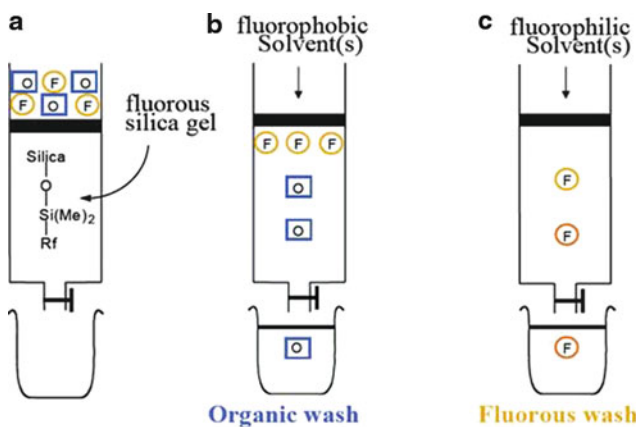 a
O F O
F O F
fluorous
silica gel
Silica
O
Si(Me)2
Rf
b
fluorophobic
Solvent(s)
F F F
O
O
O
Organic wash
c
fluorophilic
Solvent(s)
F
F
F
Fluorous wash